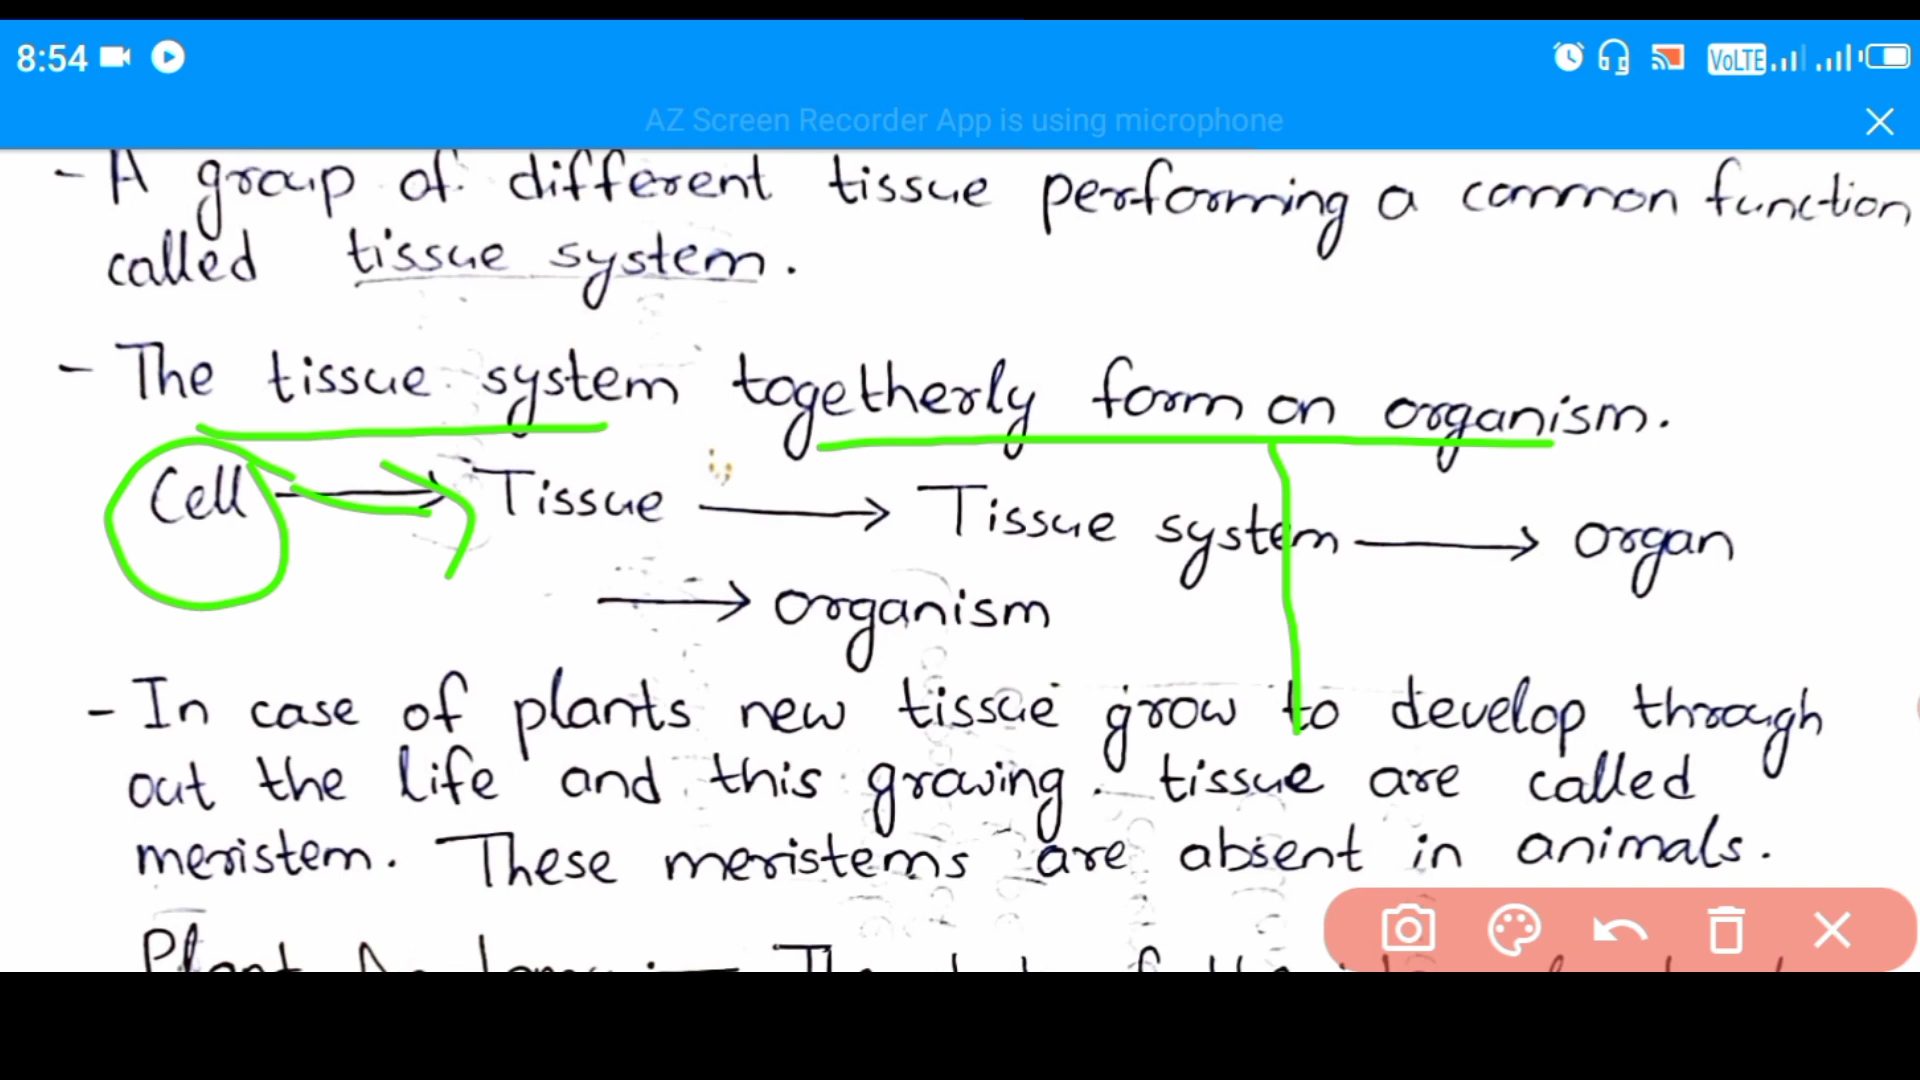 8:54
VoLTE
AZ Screen Recorder App is using microphone
- A group of different tissue performing a common function
called tissue system.
- The tissue system togetherly form an organism.
Cell → Tissue → Tissue system → organ
→ organism
- In case of plants new tissue grow to develop through
out the life and this growing tissue are called
meristem. These meristems are absent in animals.
Plant